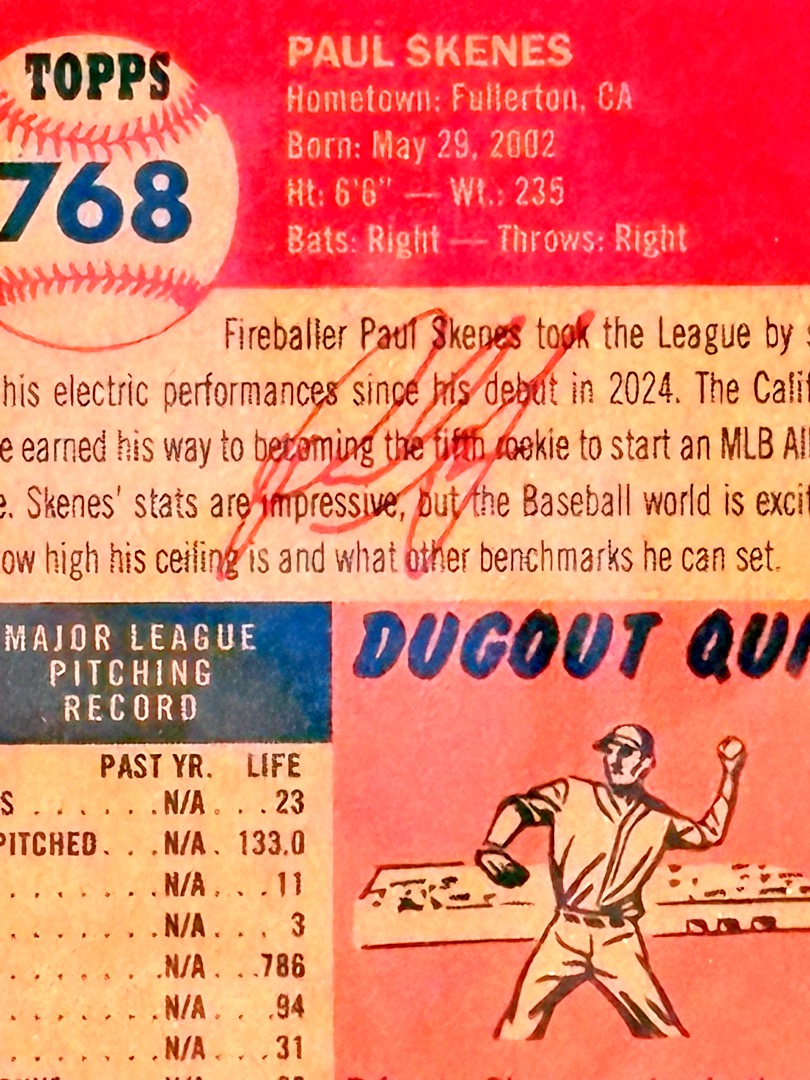 TOPPS
768
PAUL SKENES
Hometown: Fullerton, CA
Born: May 29, 2002
Ht: 6'6" — Wt.: 235
Bats: Right — Throws: Right
Fireballer Paul Skenes took the League by s
his electric performances since his debut in 2024. The Calif
e earned his way to becoming the fifth rookie to start an MLB All
e. Skenes' stats are impressive, but the Baseball world is excit
ow high his ceiling is and what other benchmarks he can set.
MAJOR LEAGUE
PITCHING
RECORD
PAST YR. LIFE
S . . . . . . .N/A. . .23
PITCHED. . .N/A. 133.0
. . . . . . . .N/A. . .11
. . . . . . . .N/A. . . 3
. . . . . . . .N/A. . .786
. . . . . . . .N/A. . .94
. . . . . . . .N/A. . .31
DUGOUT QUI